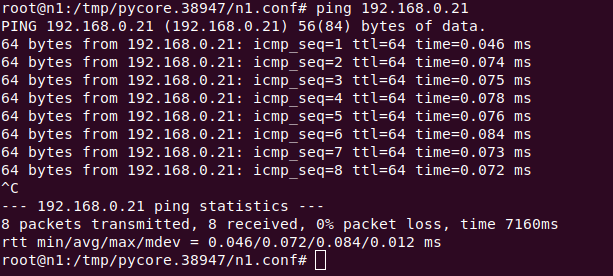 root@n1:/tmp/pycore.38947/n1.conf# ping 192.168.0.21
PING 192.168.0.21 (192.168.0.21) 56(84) bytes of data.
64 bytes from 192.168.0.21: icmp_seq=1 ttl=64 time=0.046 ms
64 bytes from 192.168.0.21: icmp_seq=2 ttl=64 time=0.074 ms
64 bytes from 192.168.0.21: icmp_seq=3 ttl=64 time=0.075 ms
64 bytes from 192.168.0.21: icmp_seq=4 ttl=64 time=0.078 ms
64 bytes from 192.168.0.21: icmp_seq=5 ttl=64 time=0.076 ms
64 bytes from 192.168.0.21: icmp_seq=6 ttl=64 time=0.084 ms
64 bytes from 192.168.0.21: icmp_seq=7 ttl=64 time=0.073 ms
64 bytes from 192.168.0.21: icmp_seq=8 ttl=64 time=0.072 ms
^C
--- 192.168.0.21 ping statistics ---
8 packets transmitted, 8 received, 0% packet loss, time 7160ms
rtt min/avg/max/mdev = 0.046/0.072/0.084/0.012 ms
root@n1:/tmp/pycore.38947/n1.conf#